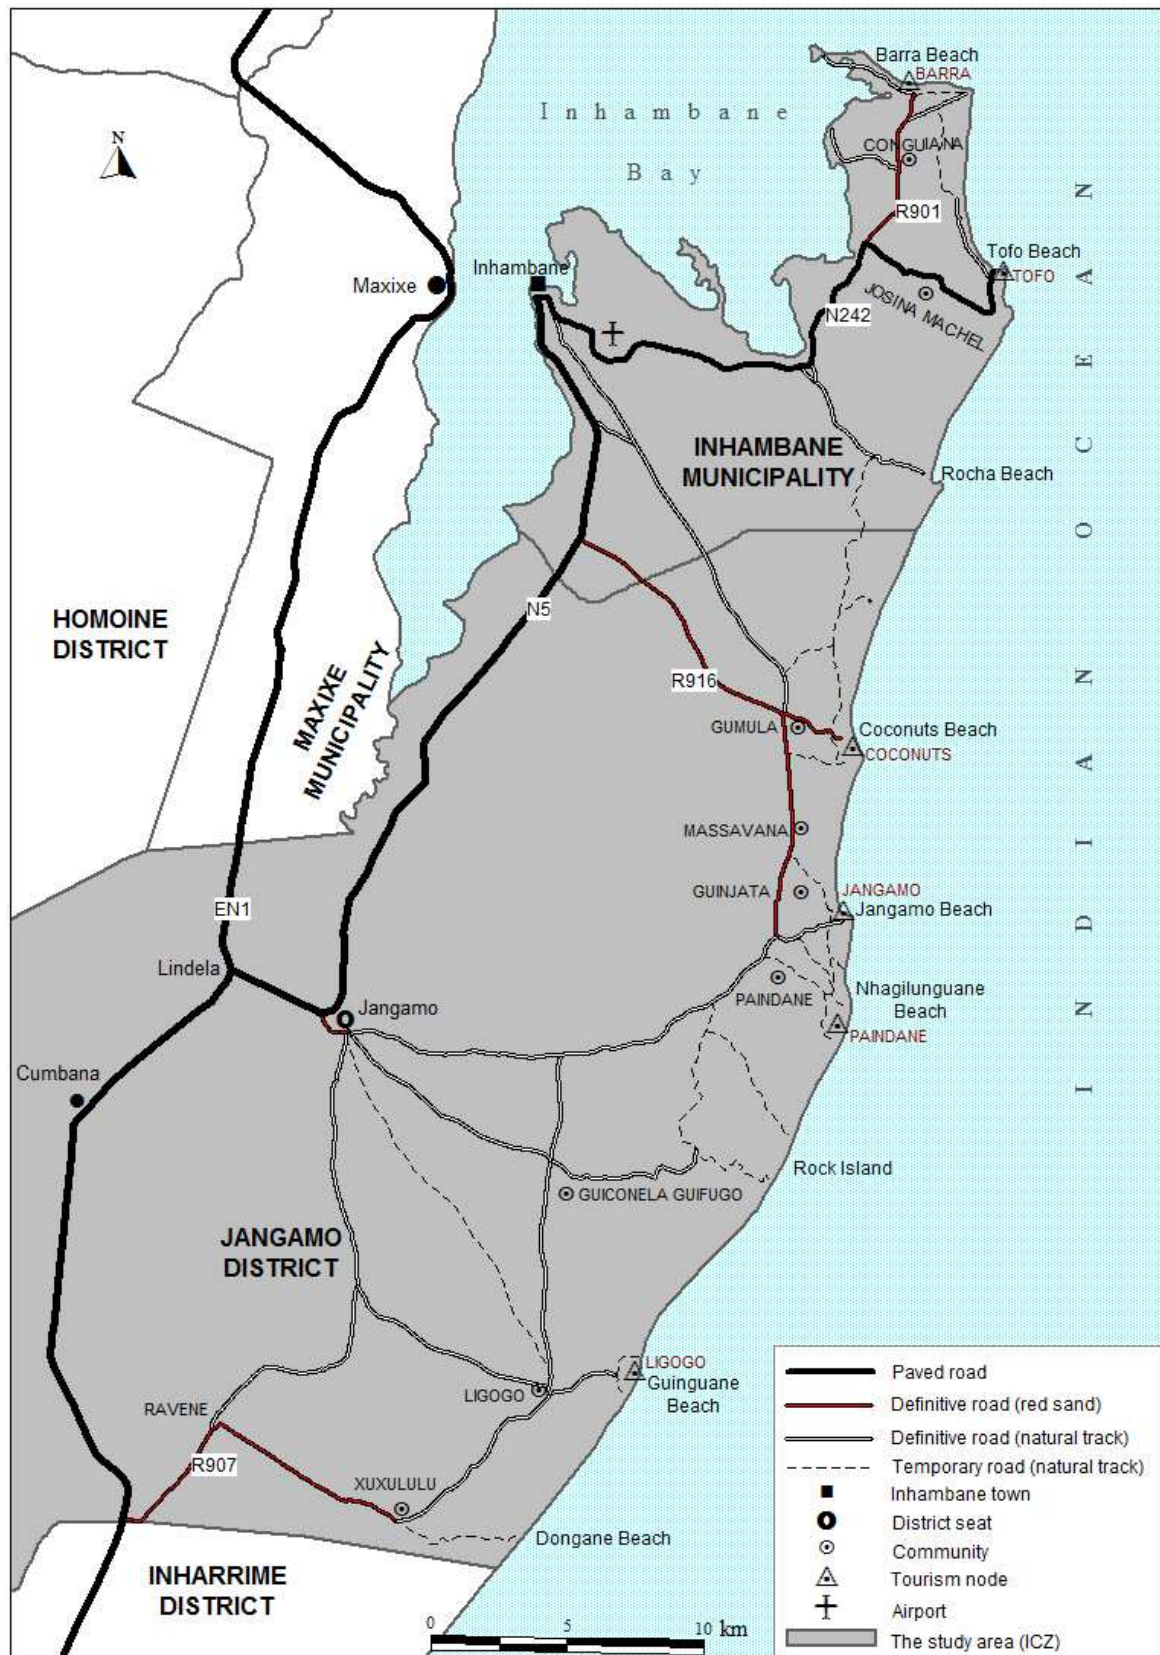 Barra Beach
BARRA
Inhambane
Bay
N
CONGUIANA
R901
Tofo Beach
TOFO
Inhambane
Maxixe
JOSINA MACHEL
N242
INHAMBANE
MUNICIPALITY
Rocha Beach
INDIAN OCEAN
HOMOINE
DISTRICT
N5
MAXIXE
MUNICIPALITY
R916
GUMULA
Coconuts Beach
COCONUTS
MASSAVANA
GUINJATA
JANGAMO
Jangamo Beach
EN1
Lindela
Jangamo
PAINDANE
Nhagilunguane
Beach
PAINDANE
Cumbana
Rock Island
GUICONELA GUIFUGO
JANGAMO
DISTRICT
LIGOGO
Guinguane
Beach
LIGOGO
RAVENE
R907
XUXULULU
Dongane Beach
INHARRIME
DISTRICT
0 5 10 km
Paved road
Definitive road (red sand)
Definitive road (natural track)
Temporary road (natural track)
Inhambane town
District seat
Community
Tourism node
Airport
The study area (ICZ)